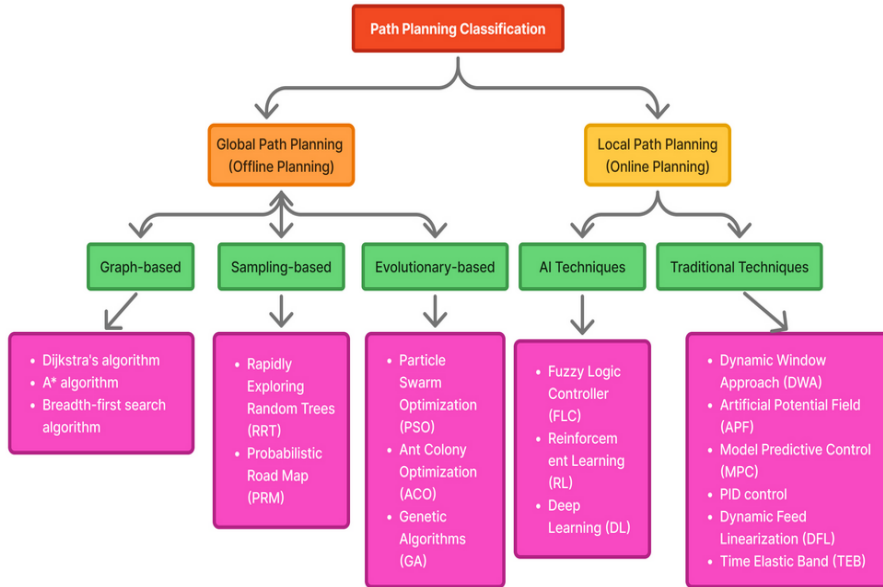 Path Planning Classification
Global Path Planning
(Offline Planning)
Local Path Planning
(Online Planning)
Graph-based
Sampling-based
Evolutionary-based
AI Techniques
Traditional Techniques
• Dijkstra's algorithm
• A* algorithm
• Breadth-first search
algorithm
• Rapidly
Exploring
Random Trees
(RRT)
• Probabilistic
Road Map
(PRM)
• Particle
Swarm
Optimization
(PSO)
• Ant Colony
Optimization
(ACO)
• Genetic
Algorithms
(GA)
• Fuzzy Logic
Controller
(FLC)
• Reinforcem
ent Learning
(RL)
• Deep
Learning (DL)
• Dynamic Window
Approach (DWA)
• Artificial Potential Field
(APF)
• Model Predictive Control
(MPC)
• PID control
• Dynamic Feed
Linearization (DFL)
• Time Elastic Band (TEB)